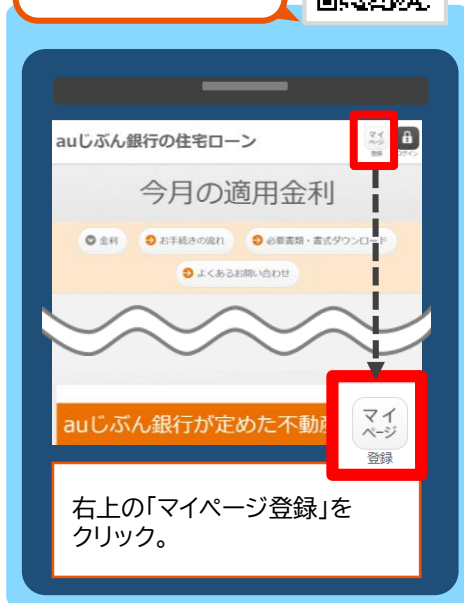 auじぶん銀行の住宅ローン
マイ
ページ
登録
ログイン
今月の適用金利
金利
お手続きの流れ
必要書類・書式ダウンロード
よくあるお問い合わせ
auじぶん銀行が定めた不動産
マイ
ページ
登録
右上の「マイページ登録」を
クリック。